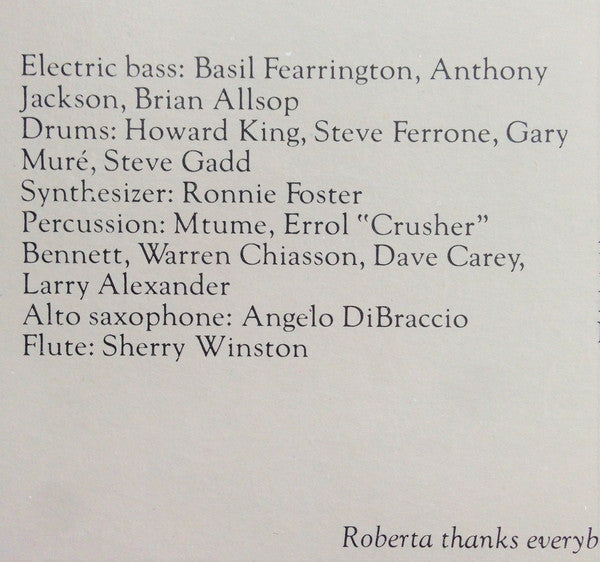 Electric bass: Basil Fearrington, Anthony
Jackson, Brian Allsop
Drums: Howard King, Steve Ferrone, Gary
Muré, Steve Gadd
Synthesizer: Ronnie Foster
Percussion: Mtume, Errol "Crusher"
Bennett, Warren Chiasson, Dave Carey,
Larry Alexander
Alto saxophone: Angelo DiBraccio
Flute: Sherry Winston
Roberta thanks everyb